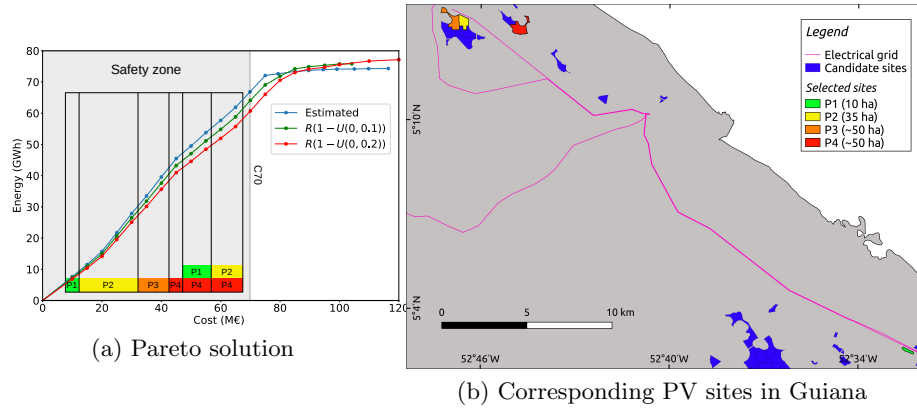 80
70
60
50
40
30
20
10
0
Energy (GWh)
Safety zone
Estimated
R(1−U(0, 0.1))
R(1−U(0, 0.2))
C70
P1 P2
P1 P2 P3 P4 P4 P4
0 20 40 60 80 100 120
Cost (M€)
(a) Pareto solution
Legend
Electrical grid
Candidate sites
Selected sites
P1 (10 ha)
P2 (35 ha)
P3 (~50 ha)
P4 (~50 ha)
5°10′N
5°4′N
0 5 10 km
52°46′W 52°40′W 52°34′W
(b) Corresponding PV sites in Guiana